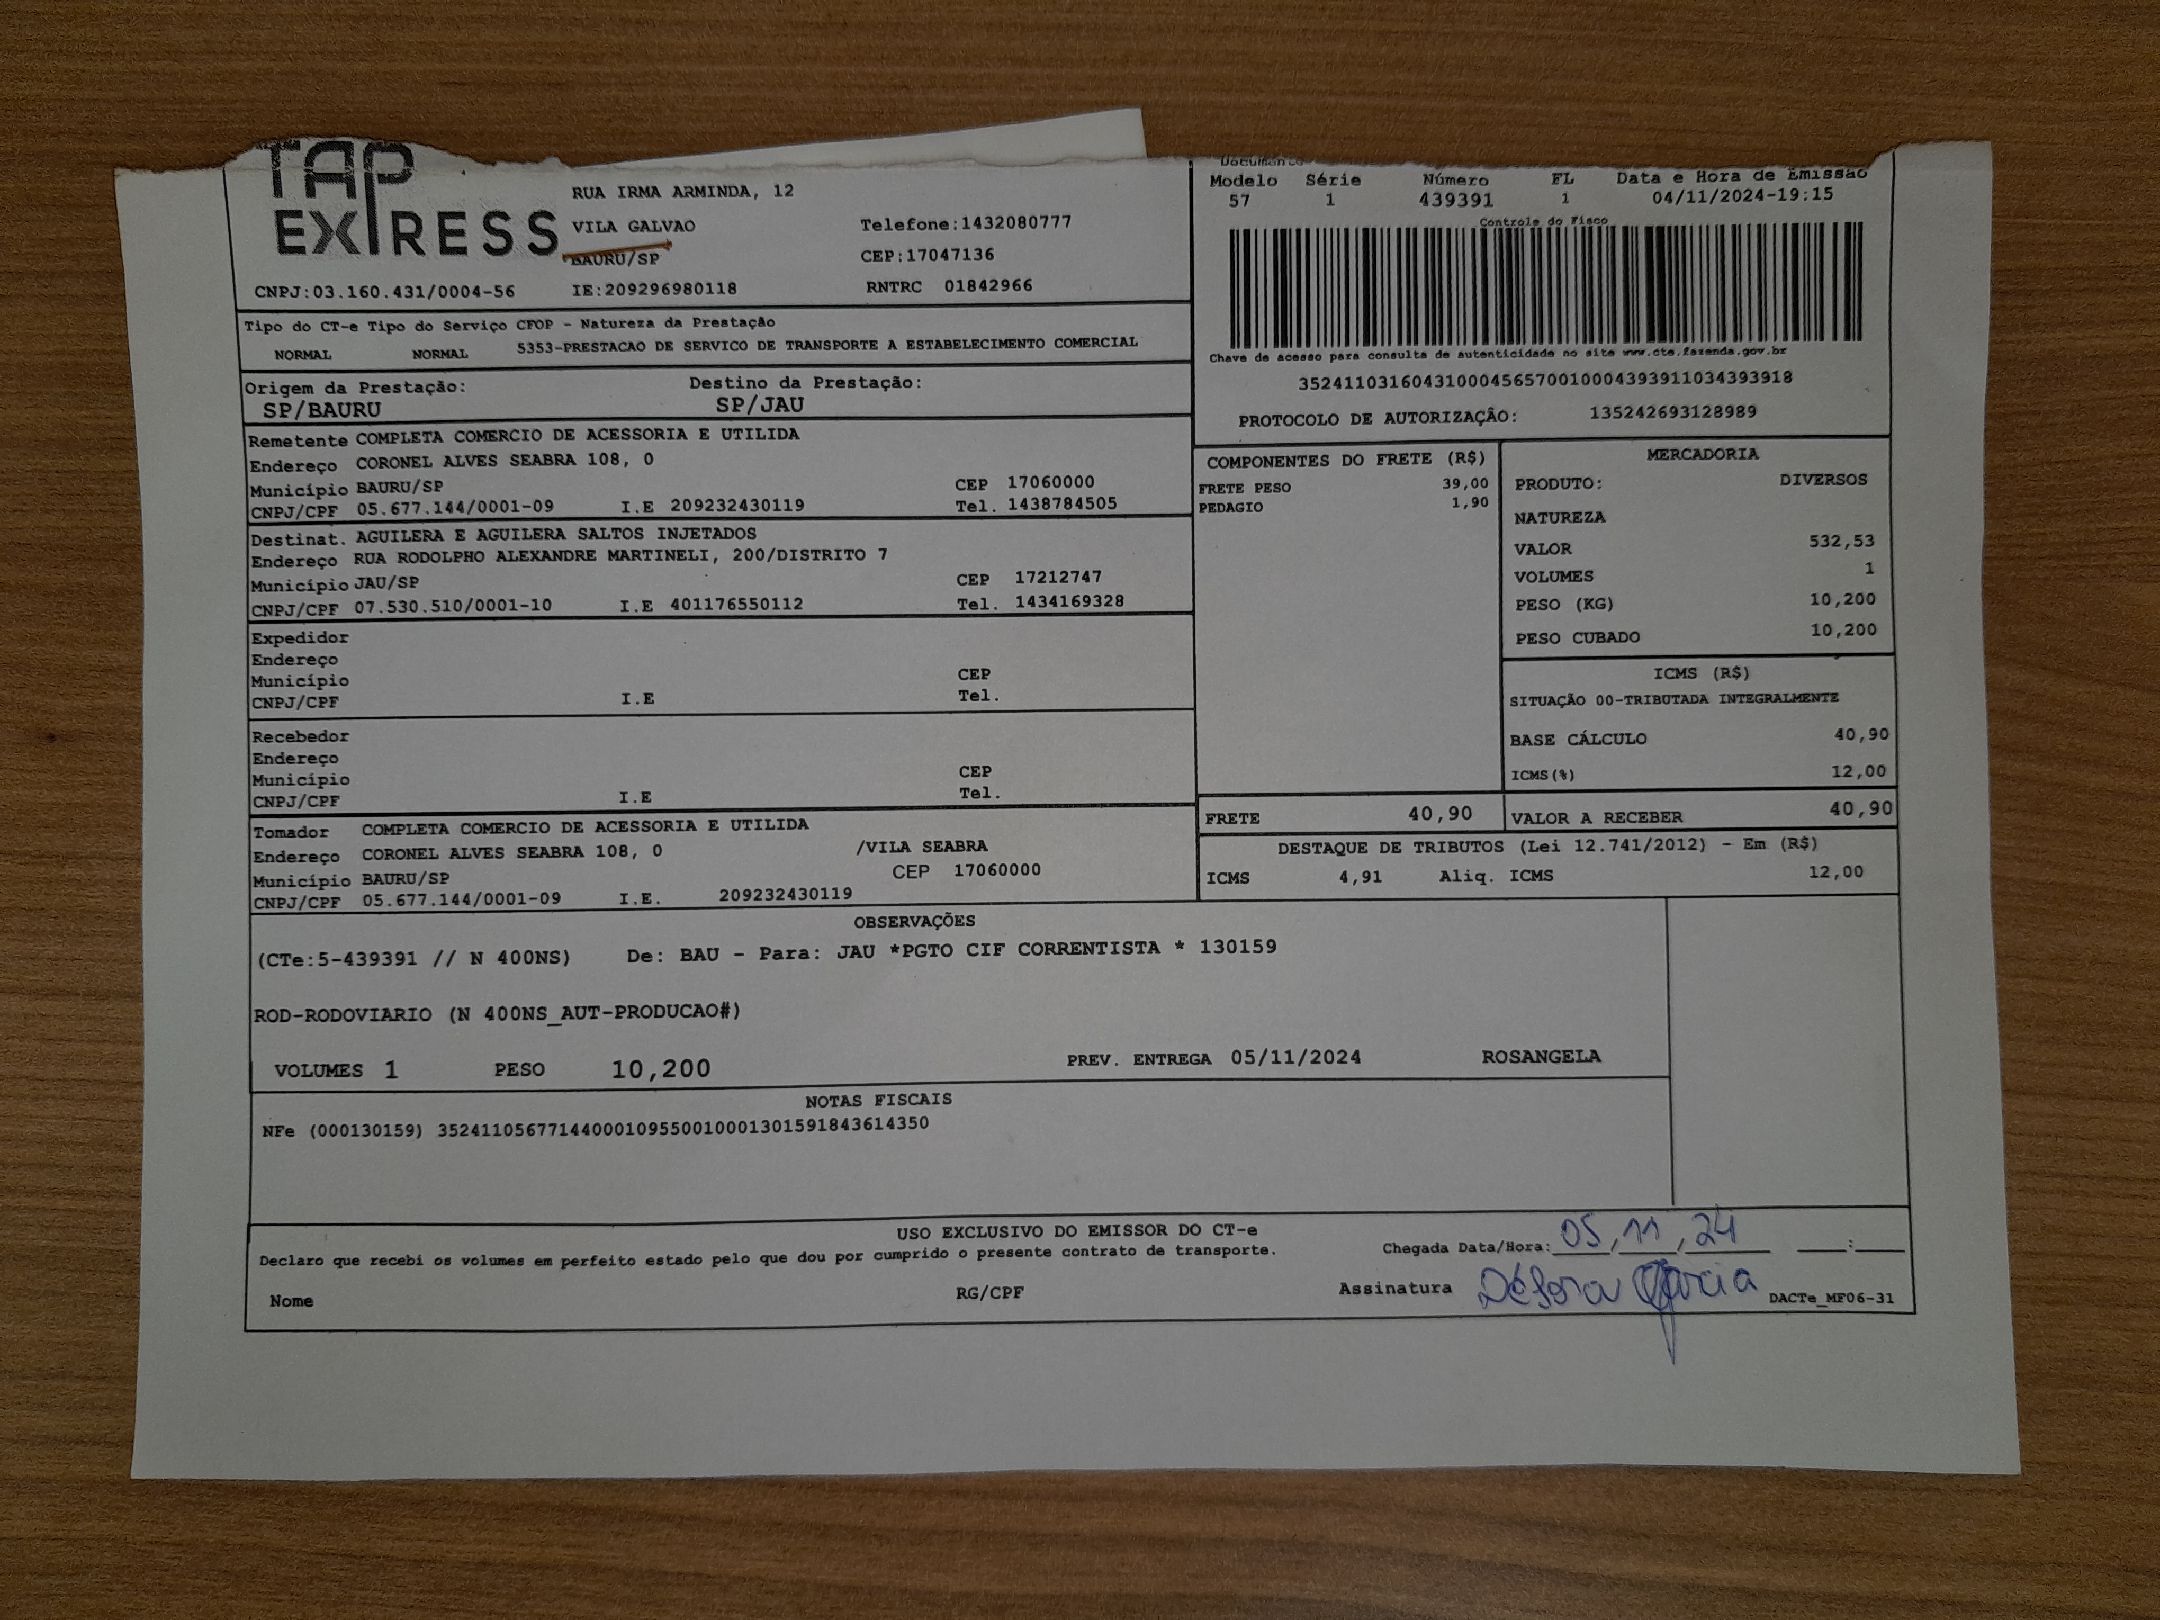 TAP
EXPRESS
RUA IRMA ARMINDA, 12
VILA GALVAO
Telefone:1432080777
BAURU/SP
CEP:17047136
CNPJ:03.160.431/0004-56
IE:209296980118
RNTRC 01842966
Documento
Modelo Série Número FL Data e Hora de Emissão
57 1 439391 1 04/11/2024-19:15
Controle do Fisco
Chave de acesso para consulta de autenticidade no site www.cte.fazenda.gov.br
35241103160431000456570010004393911034393918
PROTOCOLO DE AUTORIZAÇÃO: 135242693128989
Tipo do CT-e Tipo do Serviço CFOP - Natureza da Prestação
NORMAL NORMAL 5353-PRESTACAO DE SERVICO DE TRANSPORTE A ESTABELECIMENTO COMERCIAL
Origem da Prestação: Destino da Prestação:
SP/BAURU SP/JAU
Remetente COMPLETA COMERCIO DE ACESSORIA E UTILIDA
Endereço CORONEL ALVES SEABRA 108, 0
Município BAURU/SP CEP 17060000
CNPJ/CPF 05.677.144/0001-09 I.E 209232430119 Tel. 1438784505
Destinat. AGUILERA E AGUILERA SALTOS INJETADOS
Endereço RUA RODOLPHO ALEXANDRE MARTINELI, 200/DISTRITO 7
Município JAU/SP CEP 17212747
CNPJ/CPF 07.530.510/0001-10 I.E 401176550112 Tel. 1434169328
Expedidor
Endereço
Município CEP
CNPJ/CPF I.E Tel.
Recebedor
Endereço
Município CEP
CNPJ/CPF I.E Tel.
Tomador COMPLETA COMERCIO DE ACESSORIA E UTILIDA
Endereço CORONEL ALVES SEABRA 108, 0 /VILA SEABRA
Município BAURU/SP CEP 17060000
CNPJ/CPF 05.677.144/0001-09 I.E. 209232430119
COMPONENTES DO FRETE (R$)
FRETE PESO 39,00
PEDAGIO 1,90
MERCADORIA
PRODUTO: DIVERSOS
NATUREZA
VALOR 532,53
VOLUMES 1
PESO (KG) 10,200
PESO CUBADO 10,200
ICMS (R$)
SITUAÇÃO 00-TRIBUTADA INTEGRALMENTE
BASE CÁLCULO 40,90
ICMS(%) 12,00
FRETE 40,90 VALOR A RECEBER 40,90
DESTAQUE DE TRIBUTOS (Lei 12.741/2012) - Em (R$)
ICMS 4,91 Aliq. ICMS 12,00
OBSERVAÇÕES
(CTe:5-439391 // N 400NS) De: BAU - Para: JAU *PGTO CIF CORRENTISTA * 130159
ROD-RODOVIARIO (N 400NS_AUT-PRODUCAO#)
VOLUMES 1 PESO 10,200 PREV. ENTREGA 05/11/2024 ROSANGELA
NOTAS FISCAIS
NFe (000130159) 35241105677144000109550010001301591843614350
USO EXCLUSIVO DO EMISSOR DO CT-e
Declaro que recebi os volumes em perfeito estado pelo que dou por cumprido o presente contrato de transporte.
Chegada Data/Hora: 05/11/24 __:__
Nome RG/CPF Assinatura Débora Garcia DACTe_MF06-31